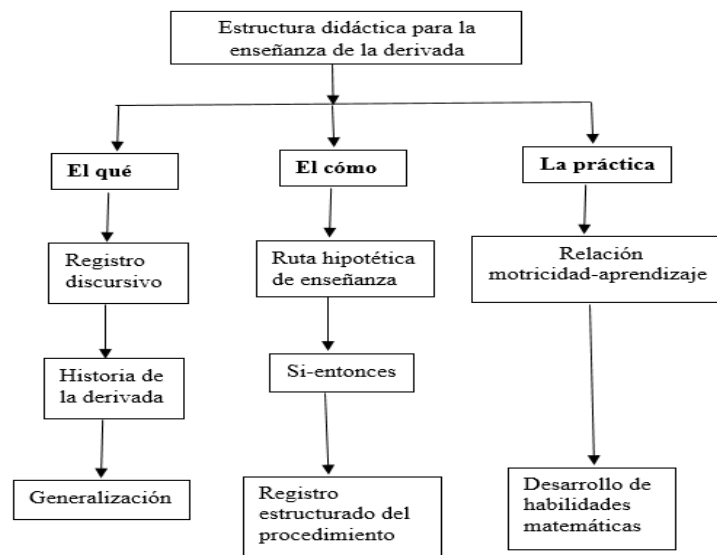 Estructura didáctica para la
enseñanza de la derivada
El qué
El cómo
La práctica
Registro
discursivo
Ruta hipotética
de enseñanza
Relación
motricidad-aprendizaje
Historia de
la derivada
Si-entonces
Generalización
Registro
estructurado del
procedimiento
Desarrollo de
habilidades
matemáticas